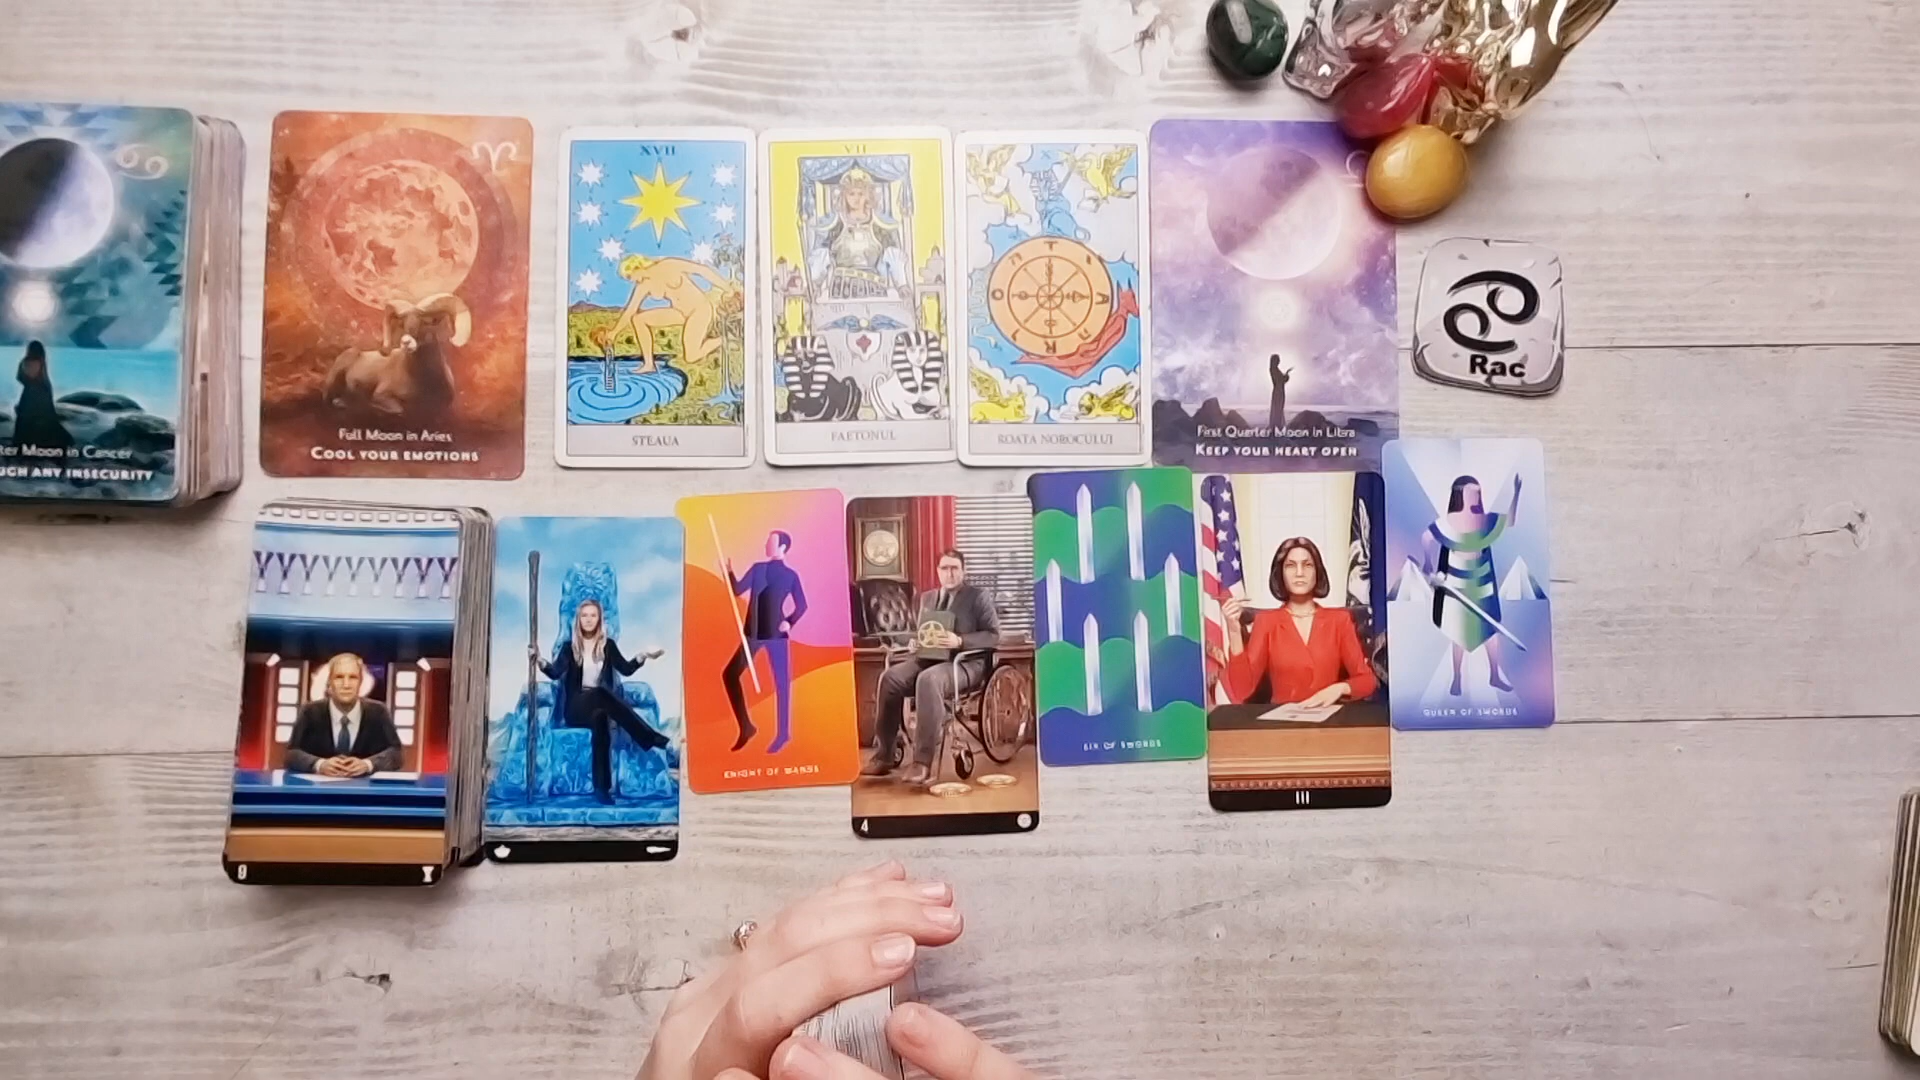 ter Moon in Cancer
UGH ANY INSECURITY
Full Moon in Aries
COOL YOUR EMOTIONS
XVII
STEAUA
VII
FAETONUL
X
ROATA NOROCULUI
First Quarter Moon in Libra
KEEP YOUR HEART OPEN
Rac
9
KNIGHT OF WANDS
4
SIX OF SWORDS
III
QUEEN OF SWORDS